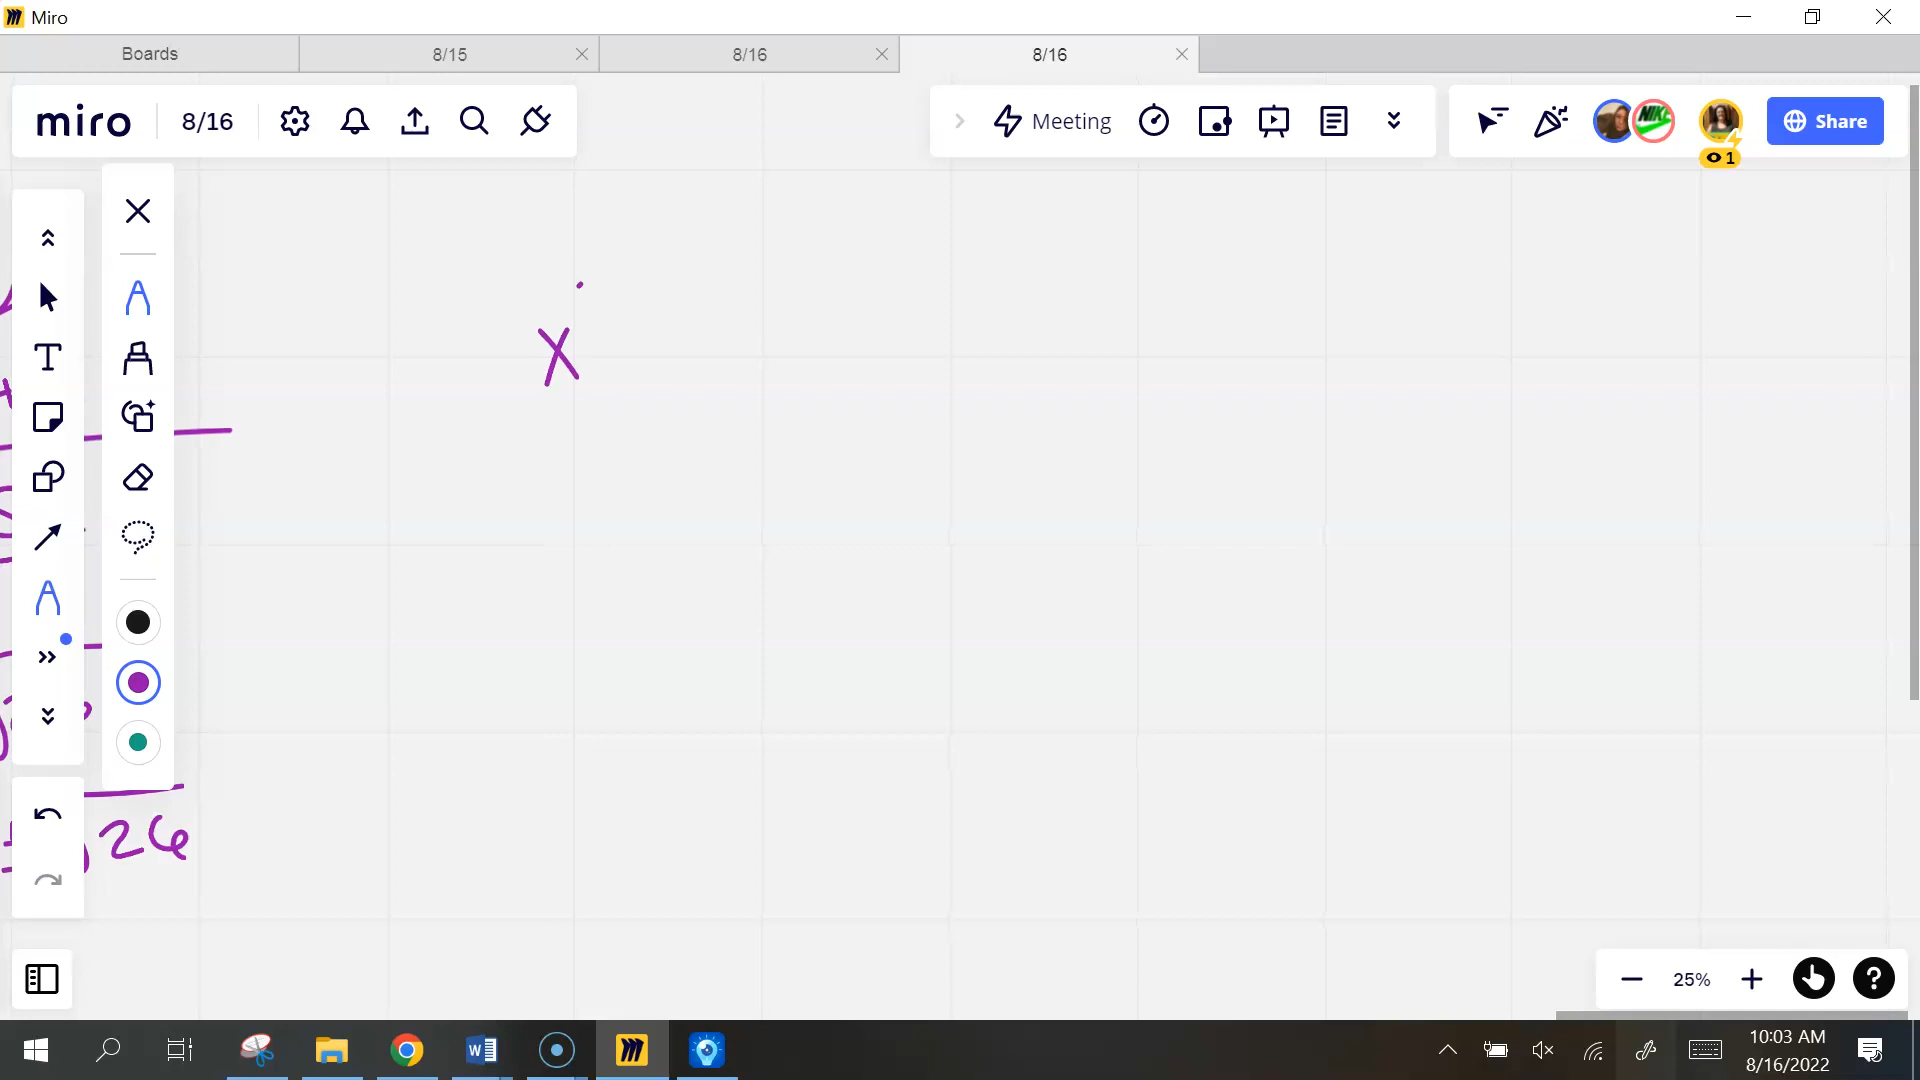 Miro
Boards 8/15 8/16 8/16
miro 8/16 Meeting NIKE Share
1
X
26
25%
10:03 AM
8/16/2022